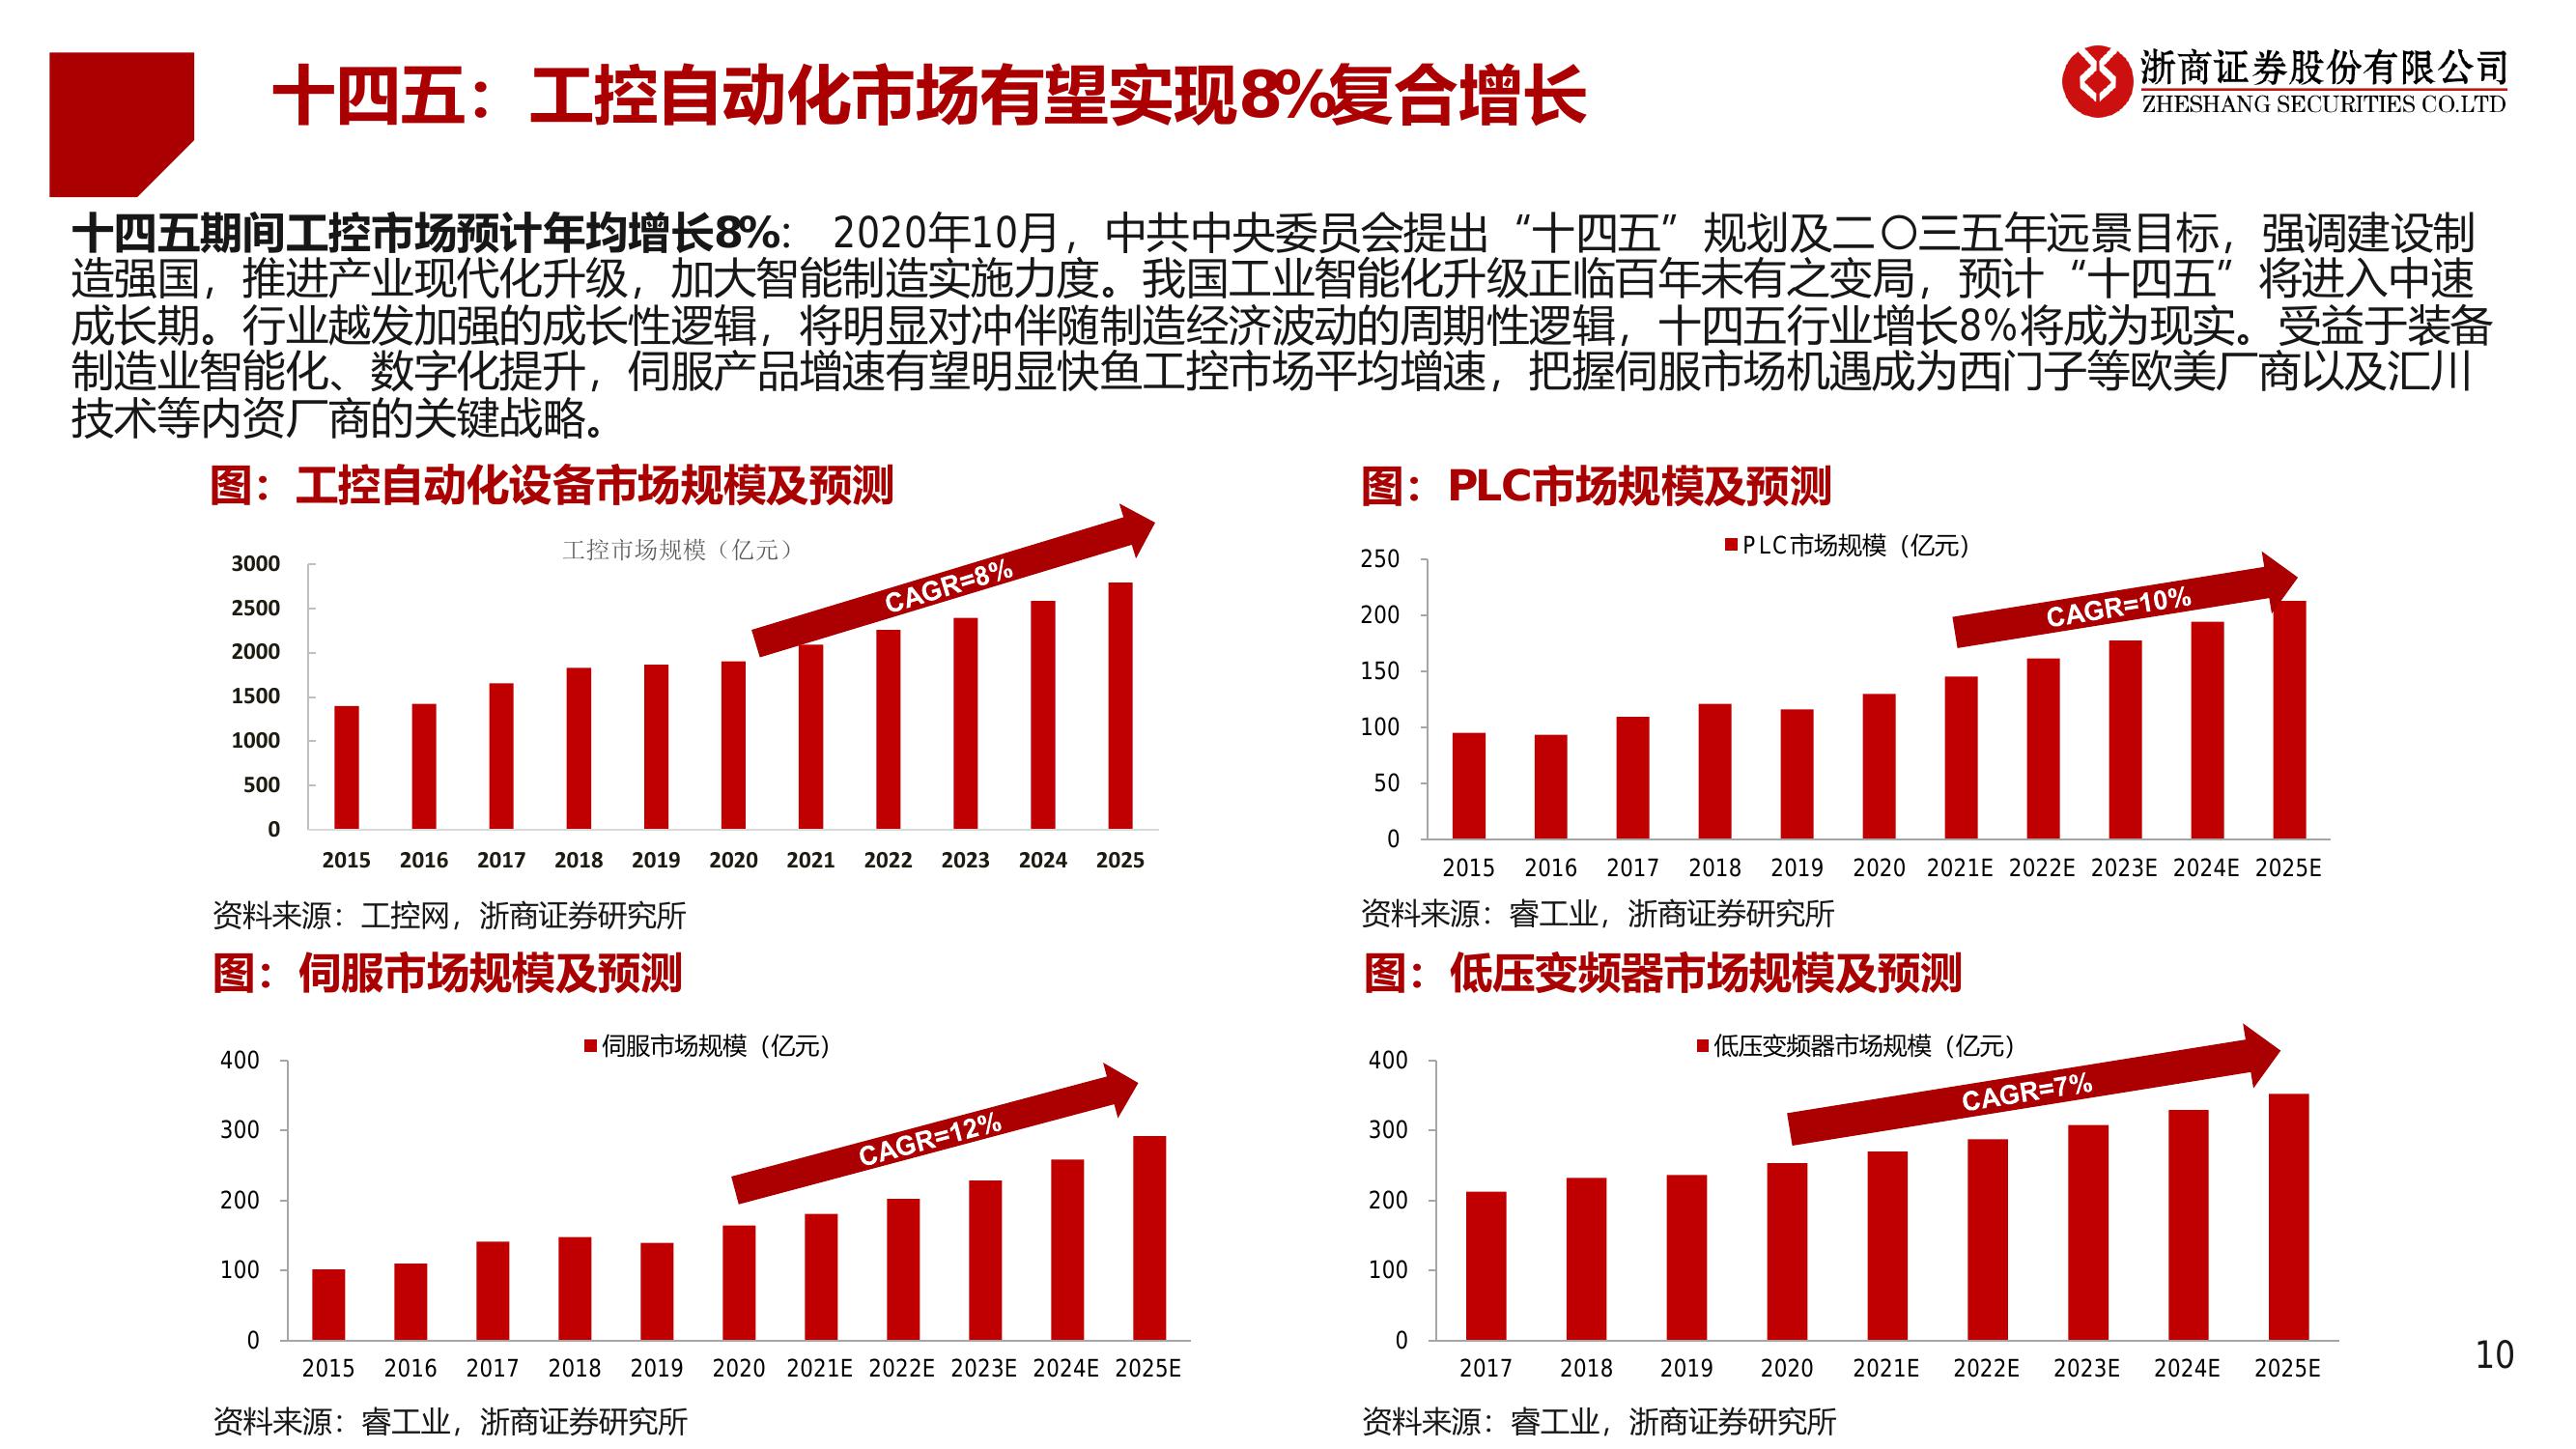 十四五：工控自动化市场有望实现8%复合增长
浙商证券股份有限公司
ZHESHANG SECURITIES CO.LTD
十四五期间工控市场预计年均增长8%： 2020年10月，中共中央委员会提出“十四五”规划及二〇三五年远景目标，强调建设制
造强国，推进产业现代化升级，加大智能制造实施力度。我国工业智能化升级正临百年未有之变局，预计“十四五”将进入中速
成长期。行业越发加强的成长性逻辑，将明显对冲伴随制造经济波动的周期性逻辑，十四五行业增长8%将成为现实。受益于装备
制造业智能化、数字化提升，伺服产品增速有望明显快鱼工控市场平均增速，把握伺服市场机遇成为西门子等欧美厂商以及汇川
技术等内资厂商的关键战略。
图：工控自动化设备市场规模及预测
工控市场规模（亿元）
CAGR=8%
3000
2500
2000
1500
1000
500
0
2015 2016 2017 2018 2019 2020 2021 2022 2023 2024 2025
资料来源：工控网，浙商证券研究所
图：PLC市场规模及预测
PLC市场规模（亿元）
CAGR=10%
250
200
150
100
50
0
2015 2016 2017 2018 2019 2020 2021E 2022E 2023E 2024E 2025E
资料来源：睿工业，浙商证券研究所
图：伺服市场规模及预测
伺服市场规模（亿元）
CAGR=12%
400
300
200
100
0
2015 2016 2017 2018 2019 2020 2021E 2022E 2023E 2024E 2025E
资料来源：睿工业，浙商证券研究所
图：低压变频器市场规模及预测
低压变频器市场规模（亿元）
CAGR=7%
400
300
200
100
0
2017 2018 2019 2020 2021E 2022E 2023E 2024E 2025E
资料来源：睿工业，浙商证券研究所
10